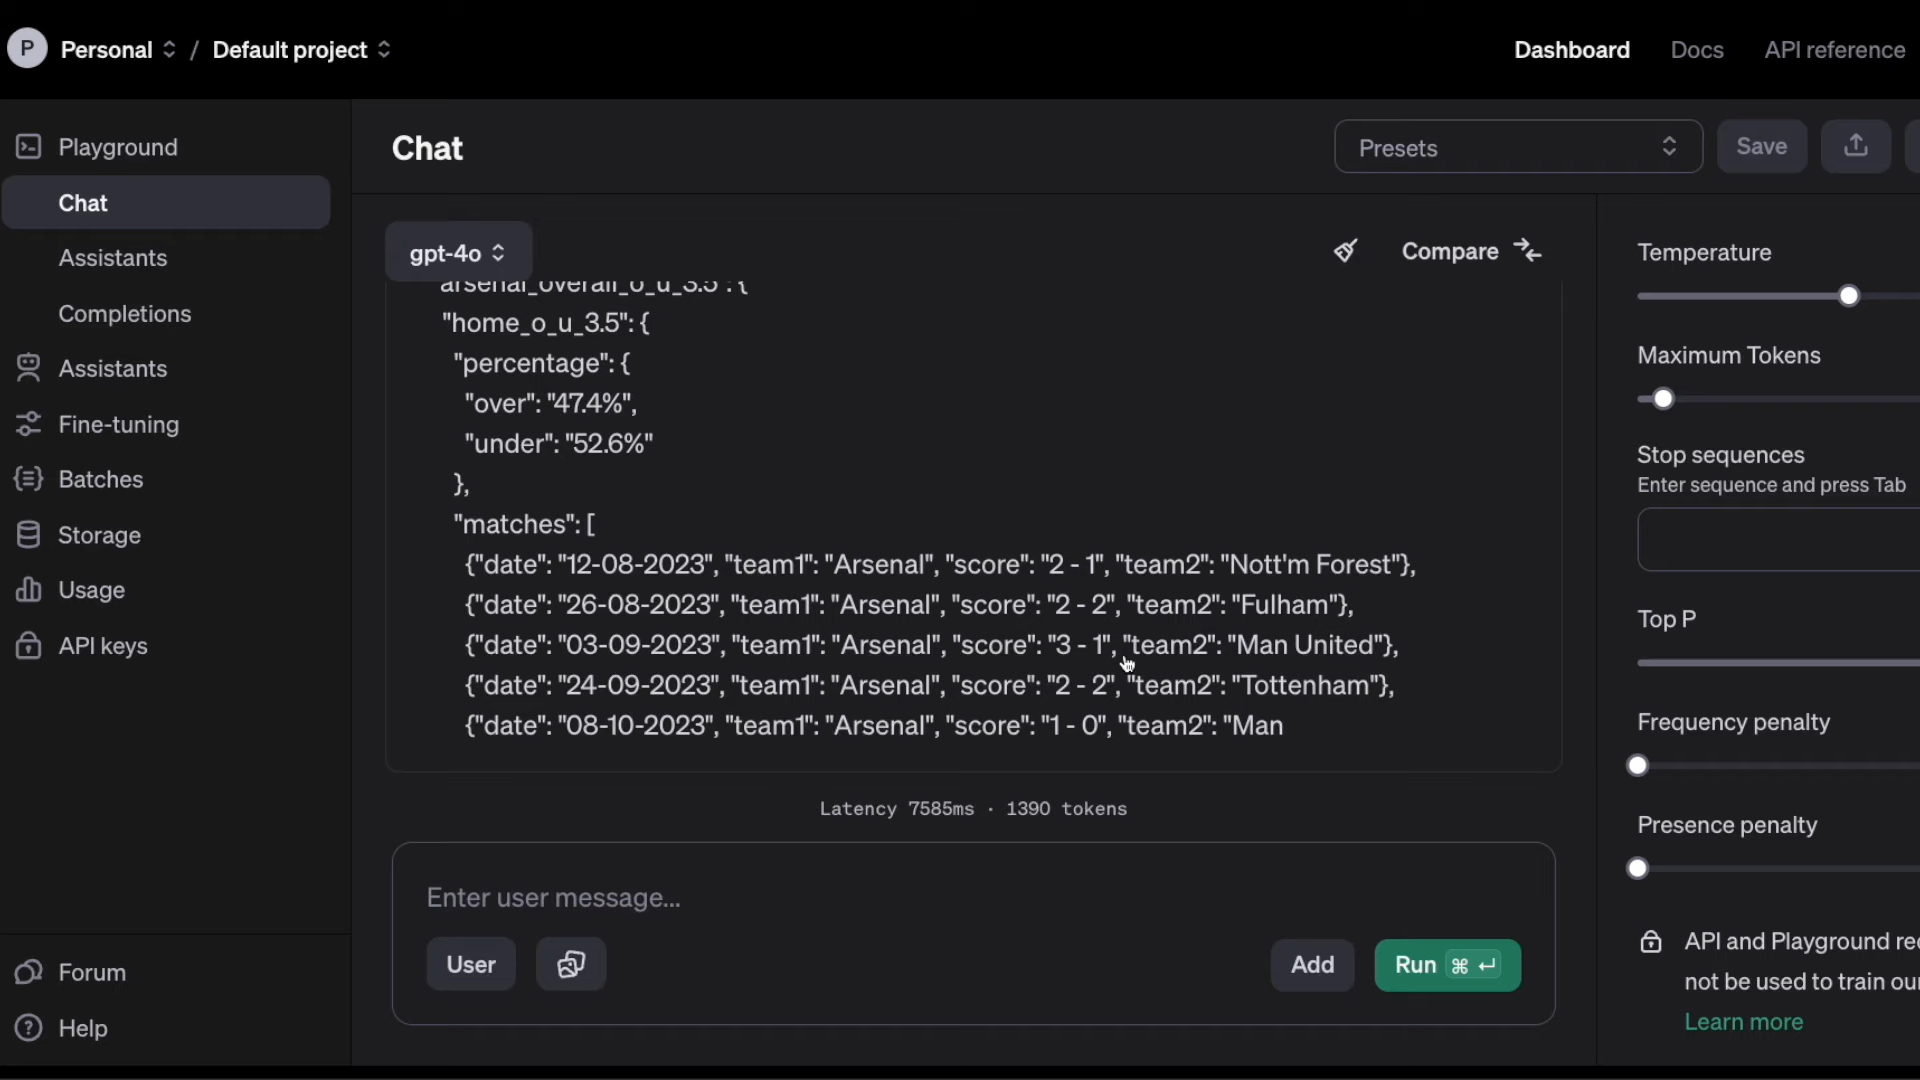 P Personal / Default project
Dashboard Docs API reference
Playground
Chat
Assistants
Completions
Assistants
Fine-tuning
Batches
Storage
Usage
API keys
Forum
Help
Chat
Presets
Save
gpt-4o
Compare
arsenal_overall_o_u_3.5": {
"home_o_u_3.5": {
"percentage": {
"over": "47.4%",
"under": "52.6%"
},
"matches": [
{"date": "12-08-2023", "team1": "Arsenal", "score": "2 - 1", "team2": "Nott'm Forest"},
{"date": "26-08-2023", "team1": "Arsenal", "score": "2 - 2", "team2": "Fulham"},
{"date": "03-09-2023", "team1": "Arsenal", "score": "3 - 1", "team2": "Man United"},
{"date": "24-09-2023", "team1": "Arsenal", "score": "2 - 2", "team2": "Tottenham"},
{"date": "08-10-2023", "team1": "Arsenal", "score": "1 - 0", "team2": "Man
Latency 7585ms · 1390 tokens
Enter user message...
User
Add
Run ⌘ ↵
Temperature
Maximum Tokens
Stop sequences
Enter sequence and press Tab
Top P
Frequency penalty
Presence penalty
API and Playground
not be used to train
Learn more